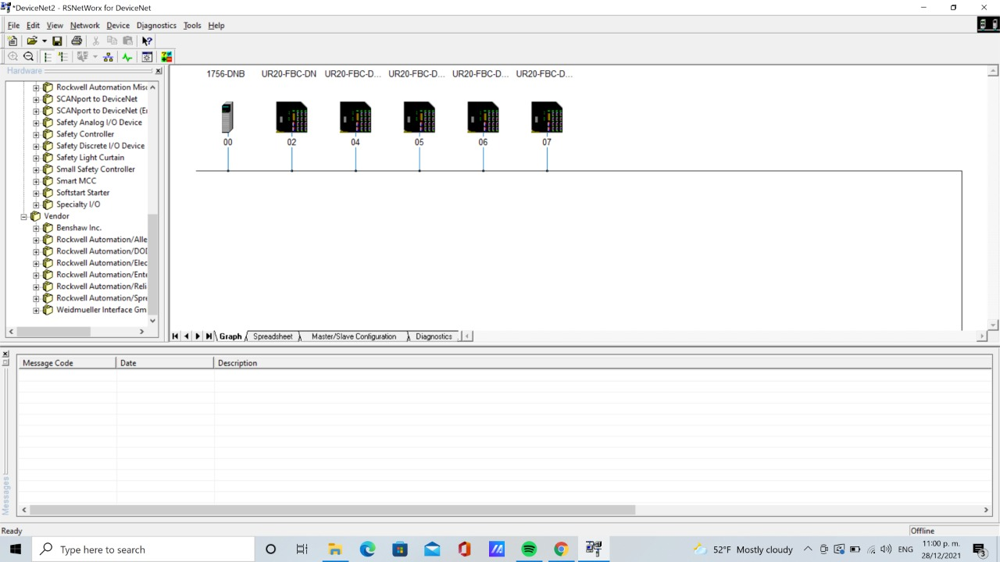 *DeviceNet2 - RSNetWorx for DeviceNet
File Edit View Network Device Diagnostics Tools Help
Hardware
Rockwell Automation Misc
SCANport to DeviceNet
SCANport to DeviceNet (Er
Safety Analog I/O Device
Safety Controller
Safety Discrete I/O Device
Safety Light Curtain
Small Safety Controller
Smart MCC
Softstart Starter
Specialty I/O
Vendor
Benshaw Inc.
Rockwell Automation/Alle
Rockwell Automation/DOD
Rockwell Automation/Elec
Rockwell Automation/Ente
Rockwell Automation/Reli
Rockwell Automation/Spre
Weidmueller Interface Gm
1756-DNB UR20-FBC-DN UR20-FBC-D... UR20-FBC-D... UR20-FBC-D... UR20-FBC-D...
00 02 04 05 06 07
Graph Spreadsheet Master/Slave Configuration Diagnostics
Message Code Date Description
Messages
Ready Offline
Type here to search
52°F Mostly cloudy ENG 11:00 p. m.
28/12/2021 3